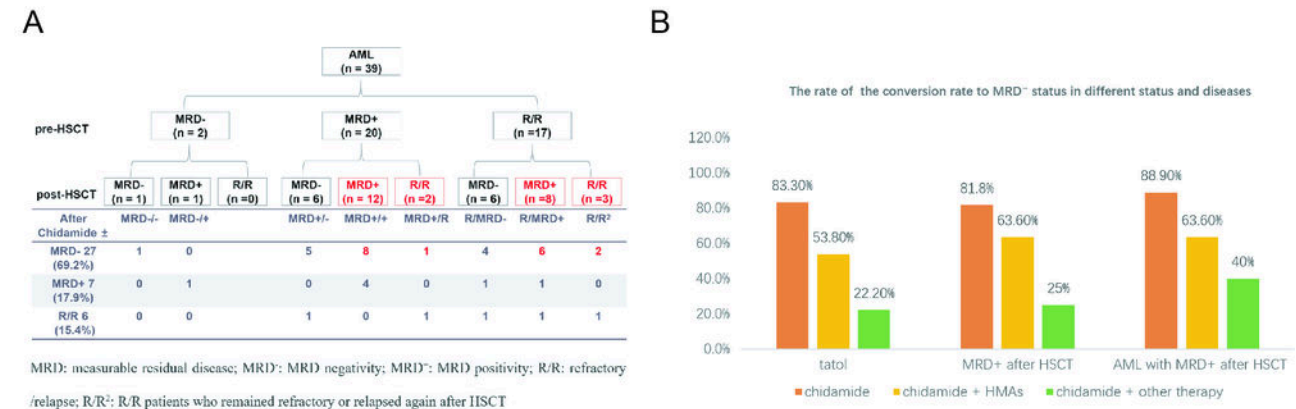 A
AML
(n = 39)
pre-HSCT
MRD-
(n = 2)
MRD+
(n = 20)
R/R
(n =17)
post-HSCT
MRD-
(n = 1)
MRD+
(n = 1)
R/R
(n =0)
MRD-
(n = 6)
MRD+
(n = 12)
R/R
(n =2)
MRD-
(n = 6)
MRD+
(n =8)
R/R
(n =3)
After
Chidamide ±
MRD-/- MRD-/+ MRD+/- MRD+/+ MRD+/R R/MRD- R/MRD+ R/R²
MRD- 27
(69.2%)
1 0 5 8 1 4 6 2
MRD+ 7
(17.9%)
0 1 0 4 0 1 1 0
R/R 6
(15.4%)
0 0 1 0 1 1 1 1
MRD: measurable residual disease; MRD⁻: MRD negativity; MRD⁺: MRD positivity; R/R: refractory
/relapse; R/R²: R/R patients who remained refractory or relapsed again after HSCT
B
The rate of the conversion rate to MRD⁻ status in different status and diseases
120.0%
100.0%
80.0%
60.0%
40.0%
20.0%
0.0%
83.30%
53.80%
22.20%
81.8%
63.60%
25%
88.90%
63.60%
40%
tatol
MRD+ after HSCT
AML with MRD+ after HSCT
chidamide
chidamide + HMAs
chidamide + other therapy